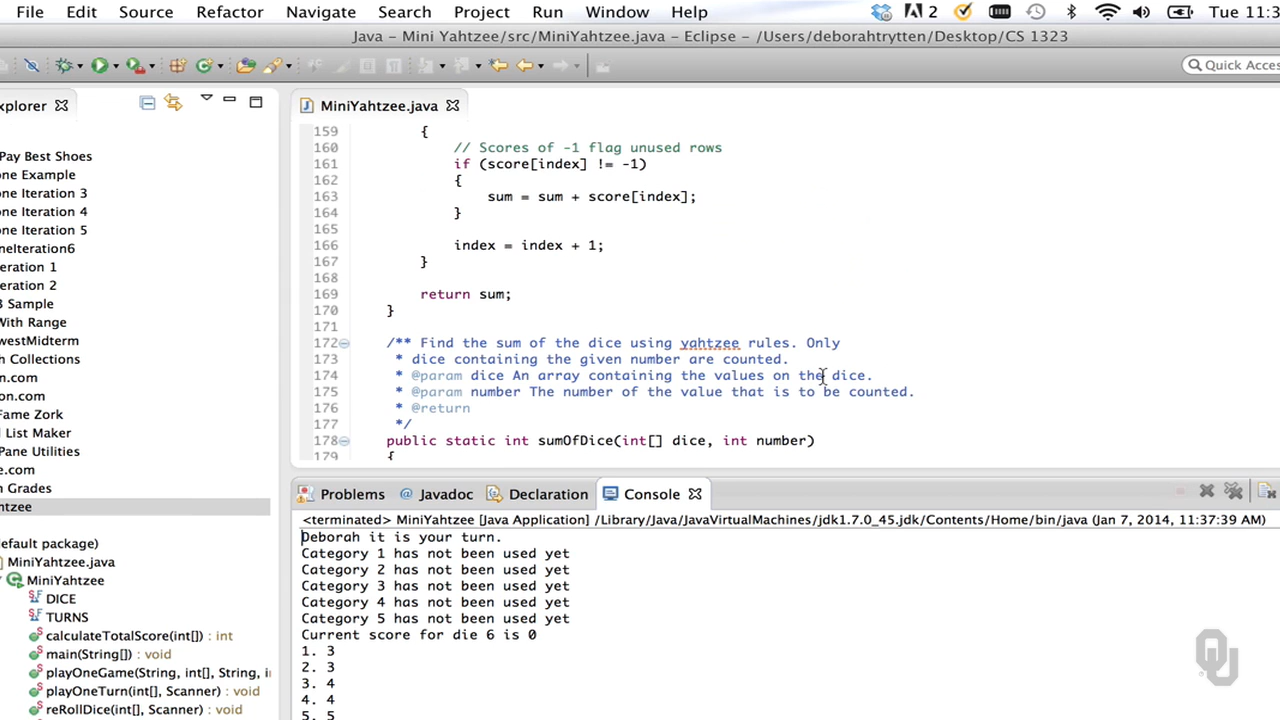 File Edit Source Refactor Navigate Search Project Run Window Help 2 Tue 11:3
Java – Mini Yahtzee/src/MiniYahtzee.java – Eclipse – /Users/deborahtrytten/Desktop/CS 1323
Quick Acces
xplorer
MiniYahtzee.java
Pay Best Shoes
one Example
one Iteration 3
one Iteration 4
one Iteration 5
neIteration6
eration 1
eration 2
3 Sample
With Range
westMidterm
h Collections
n.com
on.com
Fame Zork
d List Maker
Pane Utilities
e.com
n Grades
htzee
default package)
MiniYahtzee.java
MiniYahtzee
DICE
TURNS
calculateTotalScore(int[]) : int
main(String[]) : void
playOneGame(String, int[], String, i
playOneTurn(int[], Scanner) : void
reRollDice(int[], Scanner) : void
159 {
160 // Scores of -1 flag unused rows
161 if (score[index] != -1)
162 {
163 sum = sum + score[index];
164 }
165
166 index = index + 1;
167 }
168
169 return sum;
170 }
171
172 /** Find the sum of the dice using yahtzee rules. Only
173 * dice containing the given number are counted.
174 * @param dice An array containing the values on the dice.
175 * @param number The number of the value that is to be counted.
176 * @return
177 */
178 public static int sumOfDice(int[] dice, int number)
179 {
Problems @ Javadoc Declaration Console
<terminated> MiniYahtzee [Java Application] /Library/Java/JavaVirtualMachines/jdk1.7.0_45.jdk/Contents/Home/bin/java (Jan 7, 2014, 11:37:39 AM)
Deborah it is your turn.
Category 1 has not been used yet
Category 2 has not been used yet
Category 3 has not been used yet
Category 4 has not been used yet
Category 5 has not been used yet
Current score for die 6 is 0
1. 3
2. 3
3. 4
4. 4
5. 5